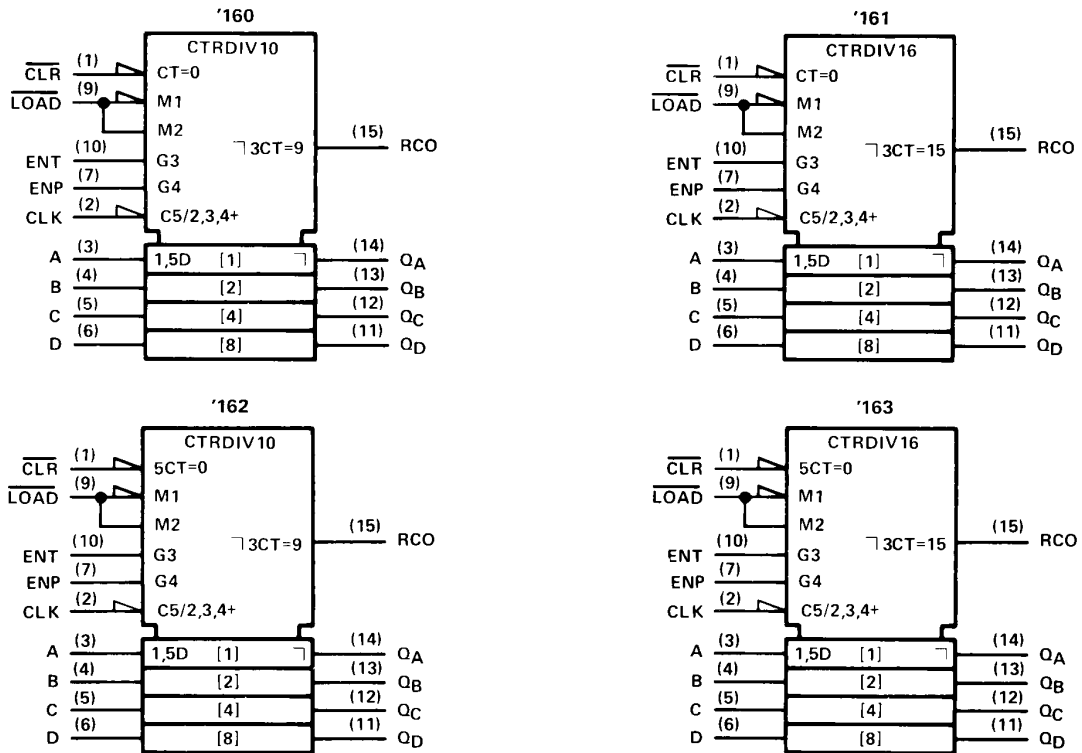 '160
CTRDIV10
C̅L̅R̅ (1) CT=0
L̅O̅A̅D̅ (9) M1
M2
ENT (10) G3
ENP (7) G4
CLK (2) C5/2,3,4+
¬ 3CT=9 (15) RCO
A (3) 1,5D [1] ¬ (14) QA
B (4) [2] (13) QB
C (5) [4] (12) QC
D (6) [8] (11) QD
'161
CTRDIV16
C̅L̅R̅ (1) CT=0
L̅O̅A̅D̅ (9) M1
M2
ENT (10) G3
ENP (7) G4
CLK (2) C5/2,3,4+
¬ 3CT=15 (15) RCO
A (3) 1,5D [1] ¬ (14) QA
B (4) [2] (13) QB
C (5) [4] (12) QC
D (6) [8] (11) QD
'162
CTRDIV10
C̅L̅R̅ (1) 5CT=0
L̅O̅A̅D̅ (9) M1
M2
ENT (10) G3
ENP (7) G4
CLK (2) C5/2,3,4+
¬ 3CT=9 (15) RCO
A (3) 1,5D [1] ¬ (14) QA
B (4) [2] (13) QB
C (5) [4] (12) QC
D (6) [8] (11) QD
'163
CTRDIV16
C̅L̅R̅ (1) 5CT=0
L̅O̅A̅D̅ (9) M1
M2
ENT (10) G3
ENP (7) G4
CLK (2) C5/2,3,4+
¬ 3CT=15 (15) RCO
A (3) 1,5D [1] ¬ (14) QA
B (4) [2] (13) QB
C (5) [4] (12) QC
D (6) [8] (11) QD